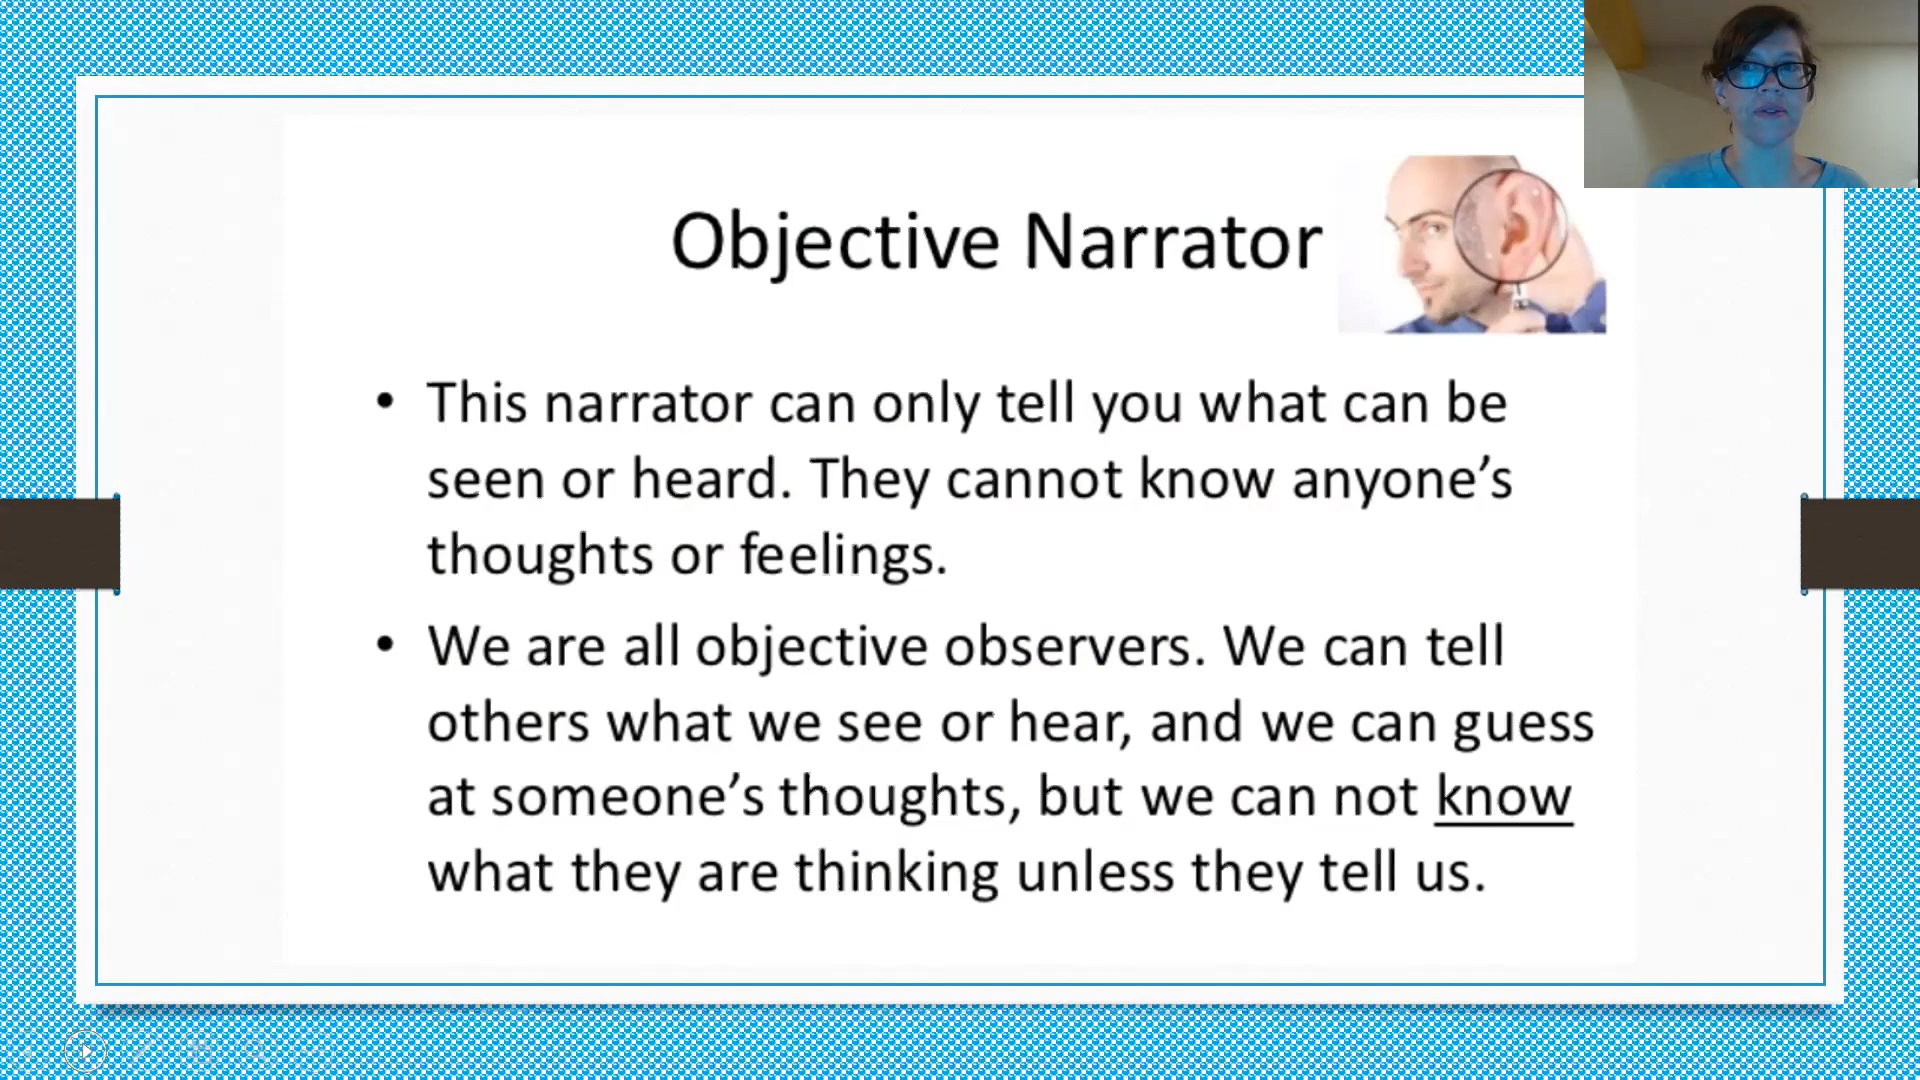 Objective Narrator
• This narrator can only tell you what can be
seen or heard. They cannot know anyone’s
thoughts or feelings.
• We are all objective observers. We can tell
others what we see or hear, and we can guess
at someone’s thoughts, but we can not know
what they are thinking unless they tell us.